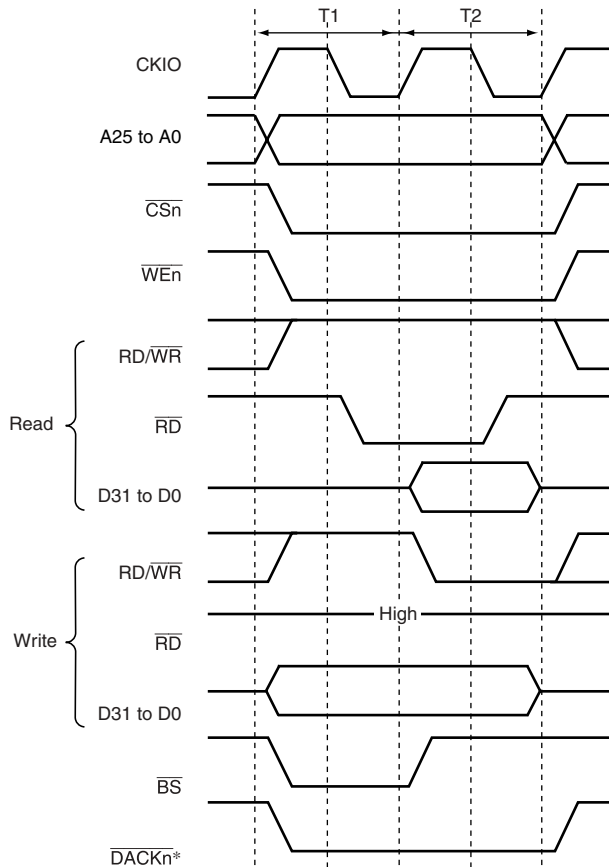 T1 T2
CKIO
A25 to A0
CSn
WEn
RD/WR
Read
RD
D31 to D0
RD/WR
High
Write
RD
D31 to D0
BS
DACKn*